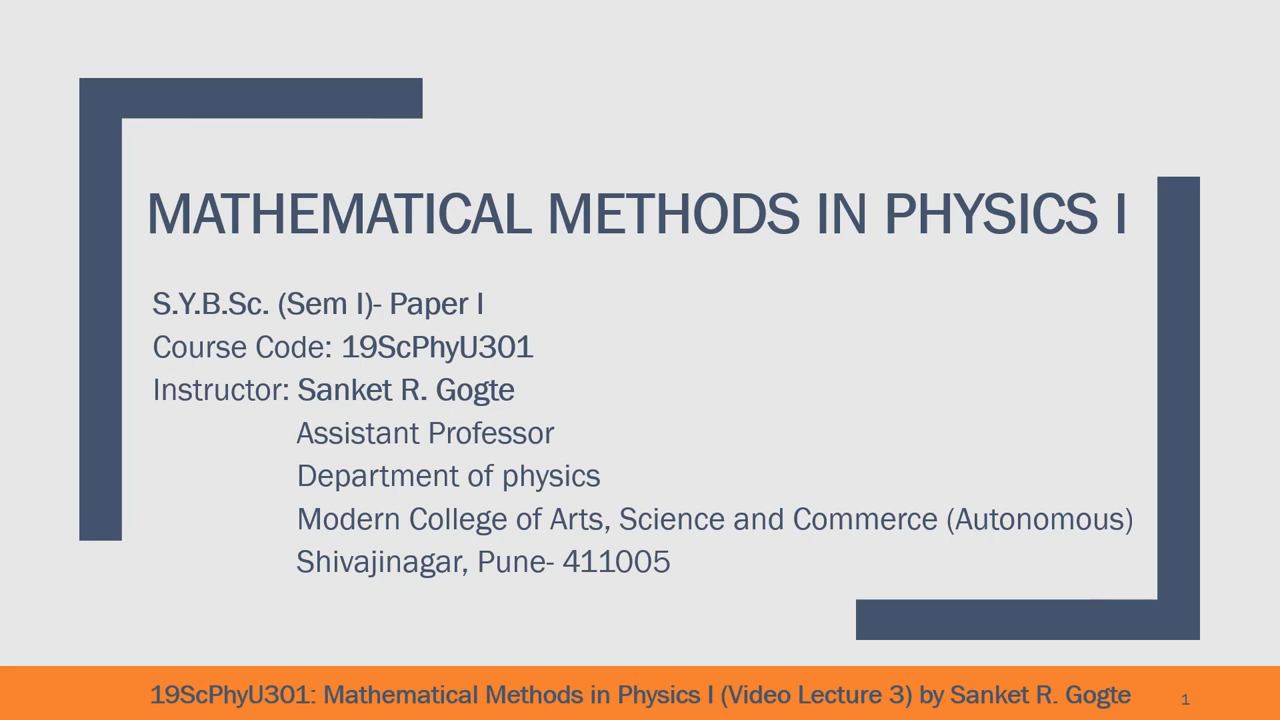 MATHEMATICAL METHODS IN PHYSICS I
S.Y.B.Sc. (Sem I)- Paper I
Course Code: 19ScPhyU301
Instructor: Sanket R. Gogte
Assistant Professor
Department of physics
Modern College of Arts, Science and Commerce (Autonomous)
Shivajinagar, Pune- 411005
19ScPhyU301: Mathematical Methods in Physics I (Video Lecture 3) by Sanket R. Gogte 1